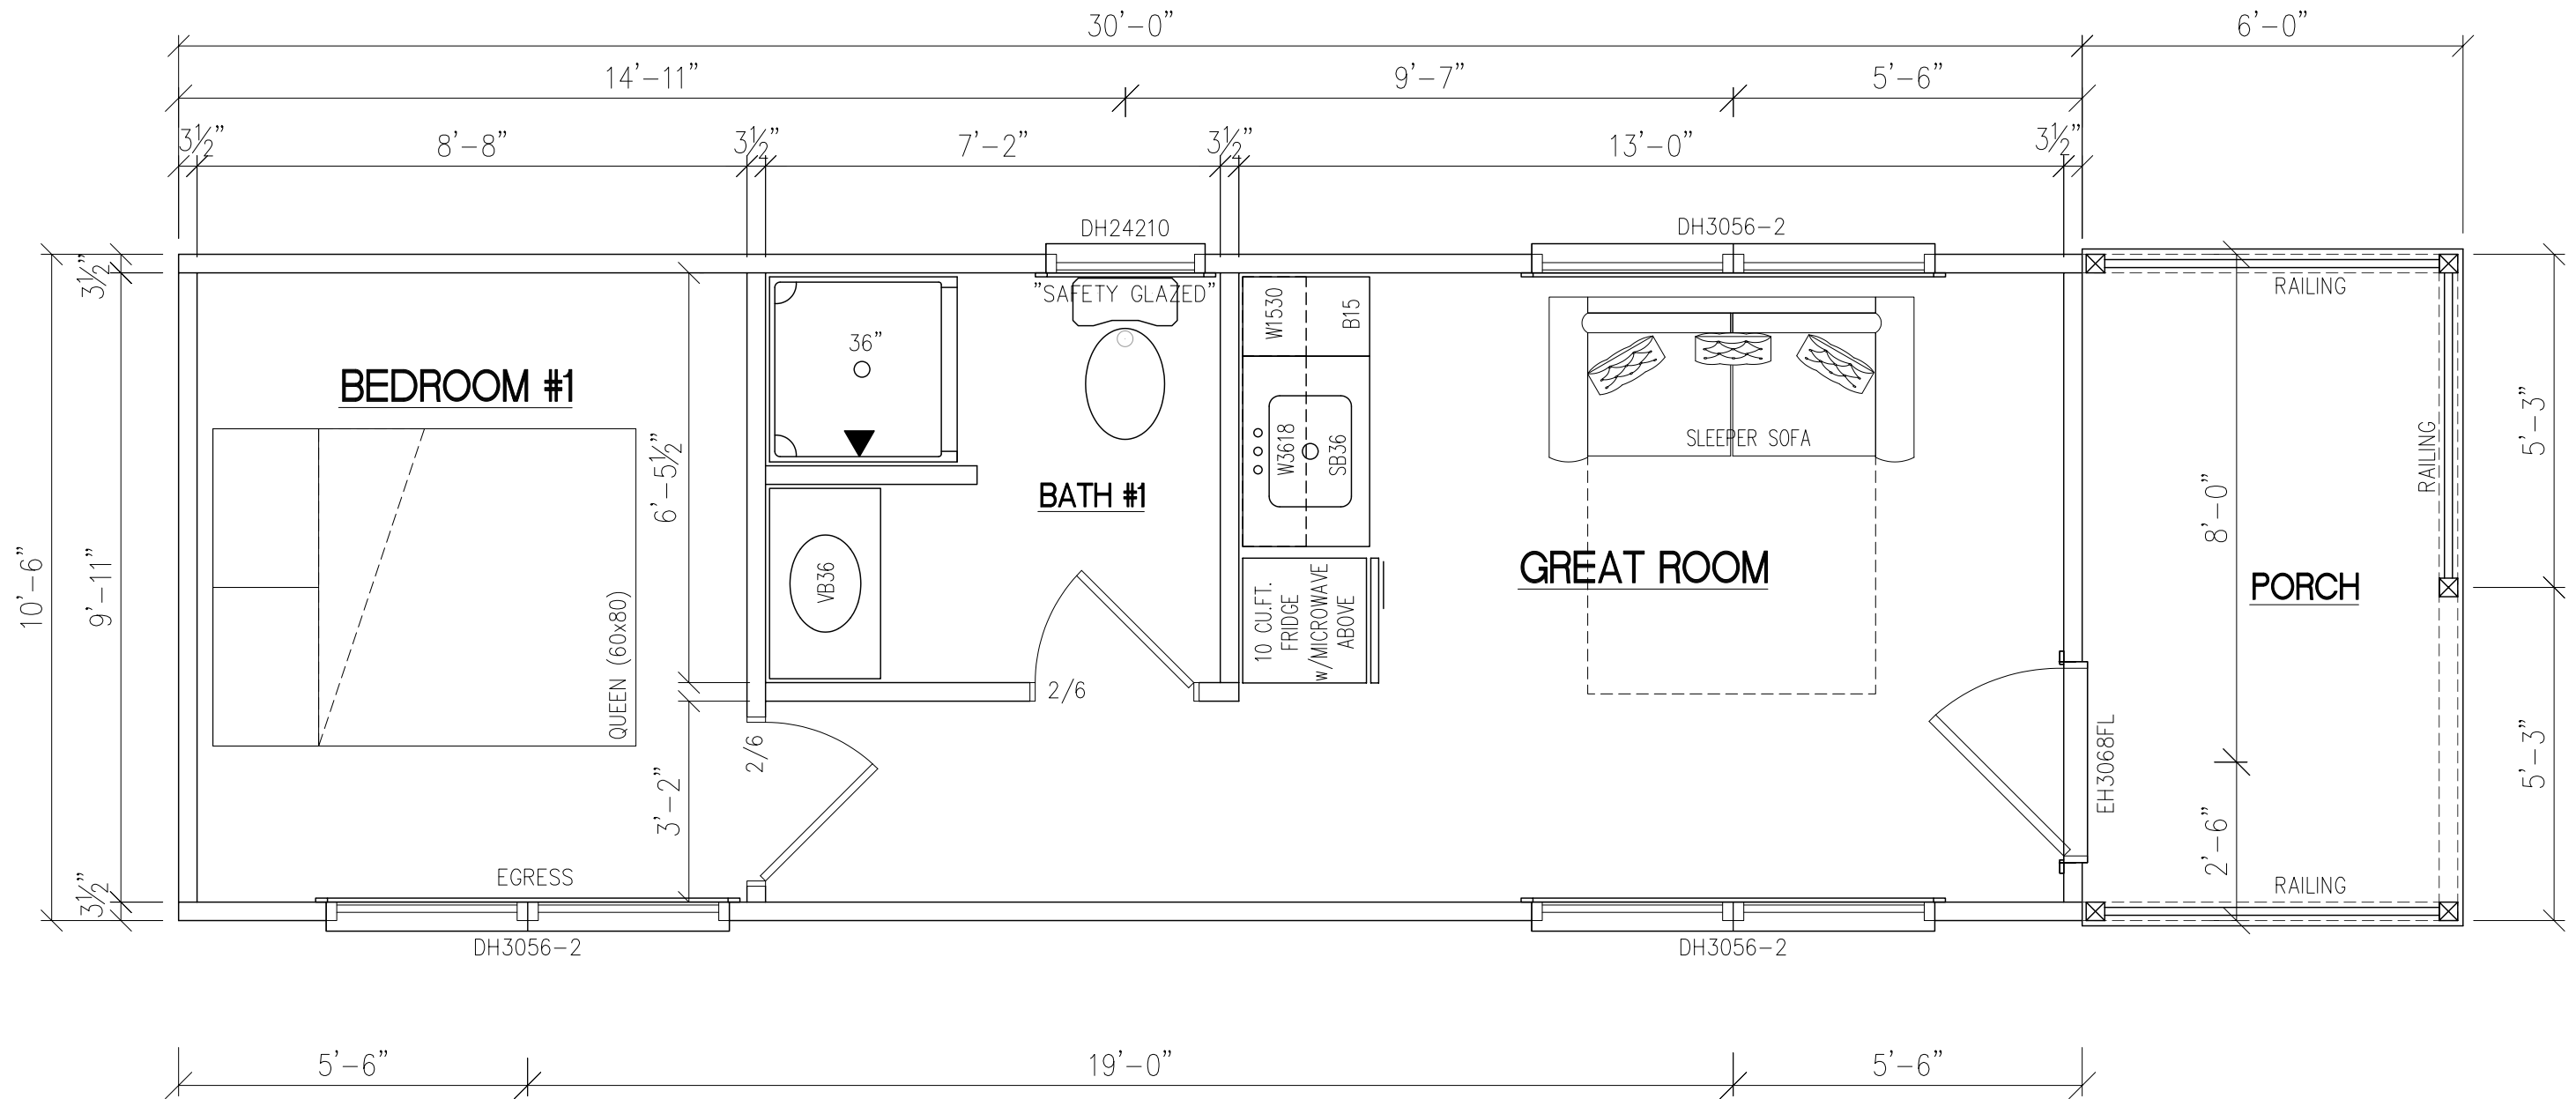 30'-0"
6'-0"
14'-11"
9'-7"
5'-6"
3½"
8'-8"
3½"
7'-2"
3½"
13'-0"
3½"
DH24210
DH3056-2
"SAFETY GLAZED"
RAILING
3½"
36"
W1530
B15
BEDROOM #1
SLEEPER SOFA
W3618
SB36
RAILING
5'-3"
6'-5½"
BATH #1
8'-0"
10'-6"
9'-11"
QUEEN (60x80)
VB36
10 CU.FT.
FRIDGE
w/MICROWAVE
ABOVE
GREAT ROOM
PORCH
2/6
2/6
3'-2"
EH3068FL
5'-3"
2'-6"
3½"
EGRESS
RAILING
DH3056-2
DH3056-2
5'-6"
19'-0"
5'-6"